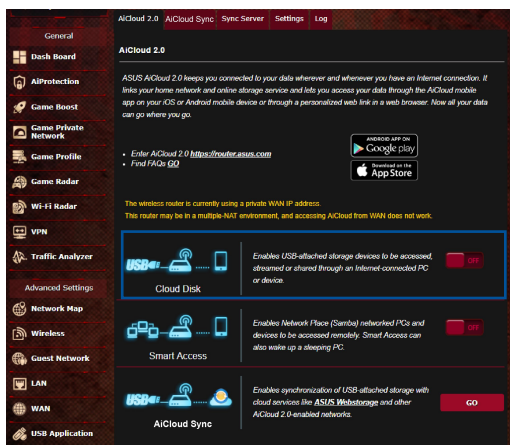 AiCloud 2.0
AiCloud Sync
Sync Server
Settings
Log
General
Dash Board
AiProtection
Game Boost
Game Private
Network
Game Profile
Game Radar
Wi-Fi Radar
VPN
Traffic Analyzer
Advanced Settings
Network Map
Wireless
Guest Network
LAN
WAN
USB Application
AiCloud 2.0
ASUS AiCloud 2.0 keeps you connected to your data wherever and whenever you have an Internet connection. It
links your home network and online storage service and lets you access your data through the AiCloud mobile
app on your iOS or Android mobile device or through a personalized web link in a web browser. Now all your data
can go where you go.
• Enter AiCloud 2.0 https://router.asus.com
• Find FAQs GO
ANDROID APP ON
Google play
Download on the
App Store
The wireless router is currently using a private WAN IP address.
This router may be in a multiple-NAT environment, and accessing AiCloud from WAN does not work.
USB
Cloud Disk
Enables USB-attached storage devices to be accessed,
streamed or shared through an Internet-connected PC
or device.
OFF
Smart Access
Enables Network Place (Samba) networked PCs and
devices to be accessed remotely. Smart Access can
also wake up a sleeping PC.
OFF
USB
AiCloud Sync
Enables synchronization of USB-attached storage with
cloud services like ASUS Webstorage and other
AiCloud 2.0-enabled networks.
GO